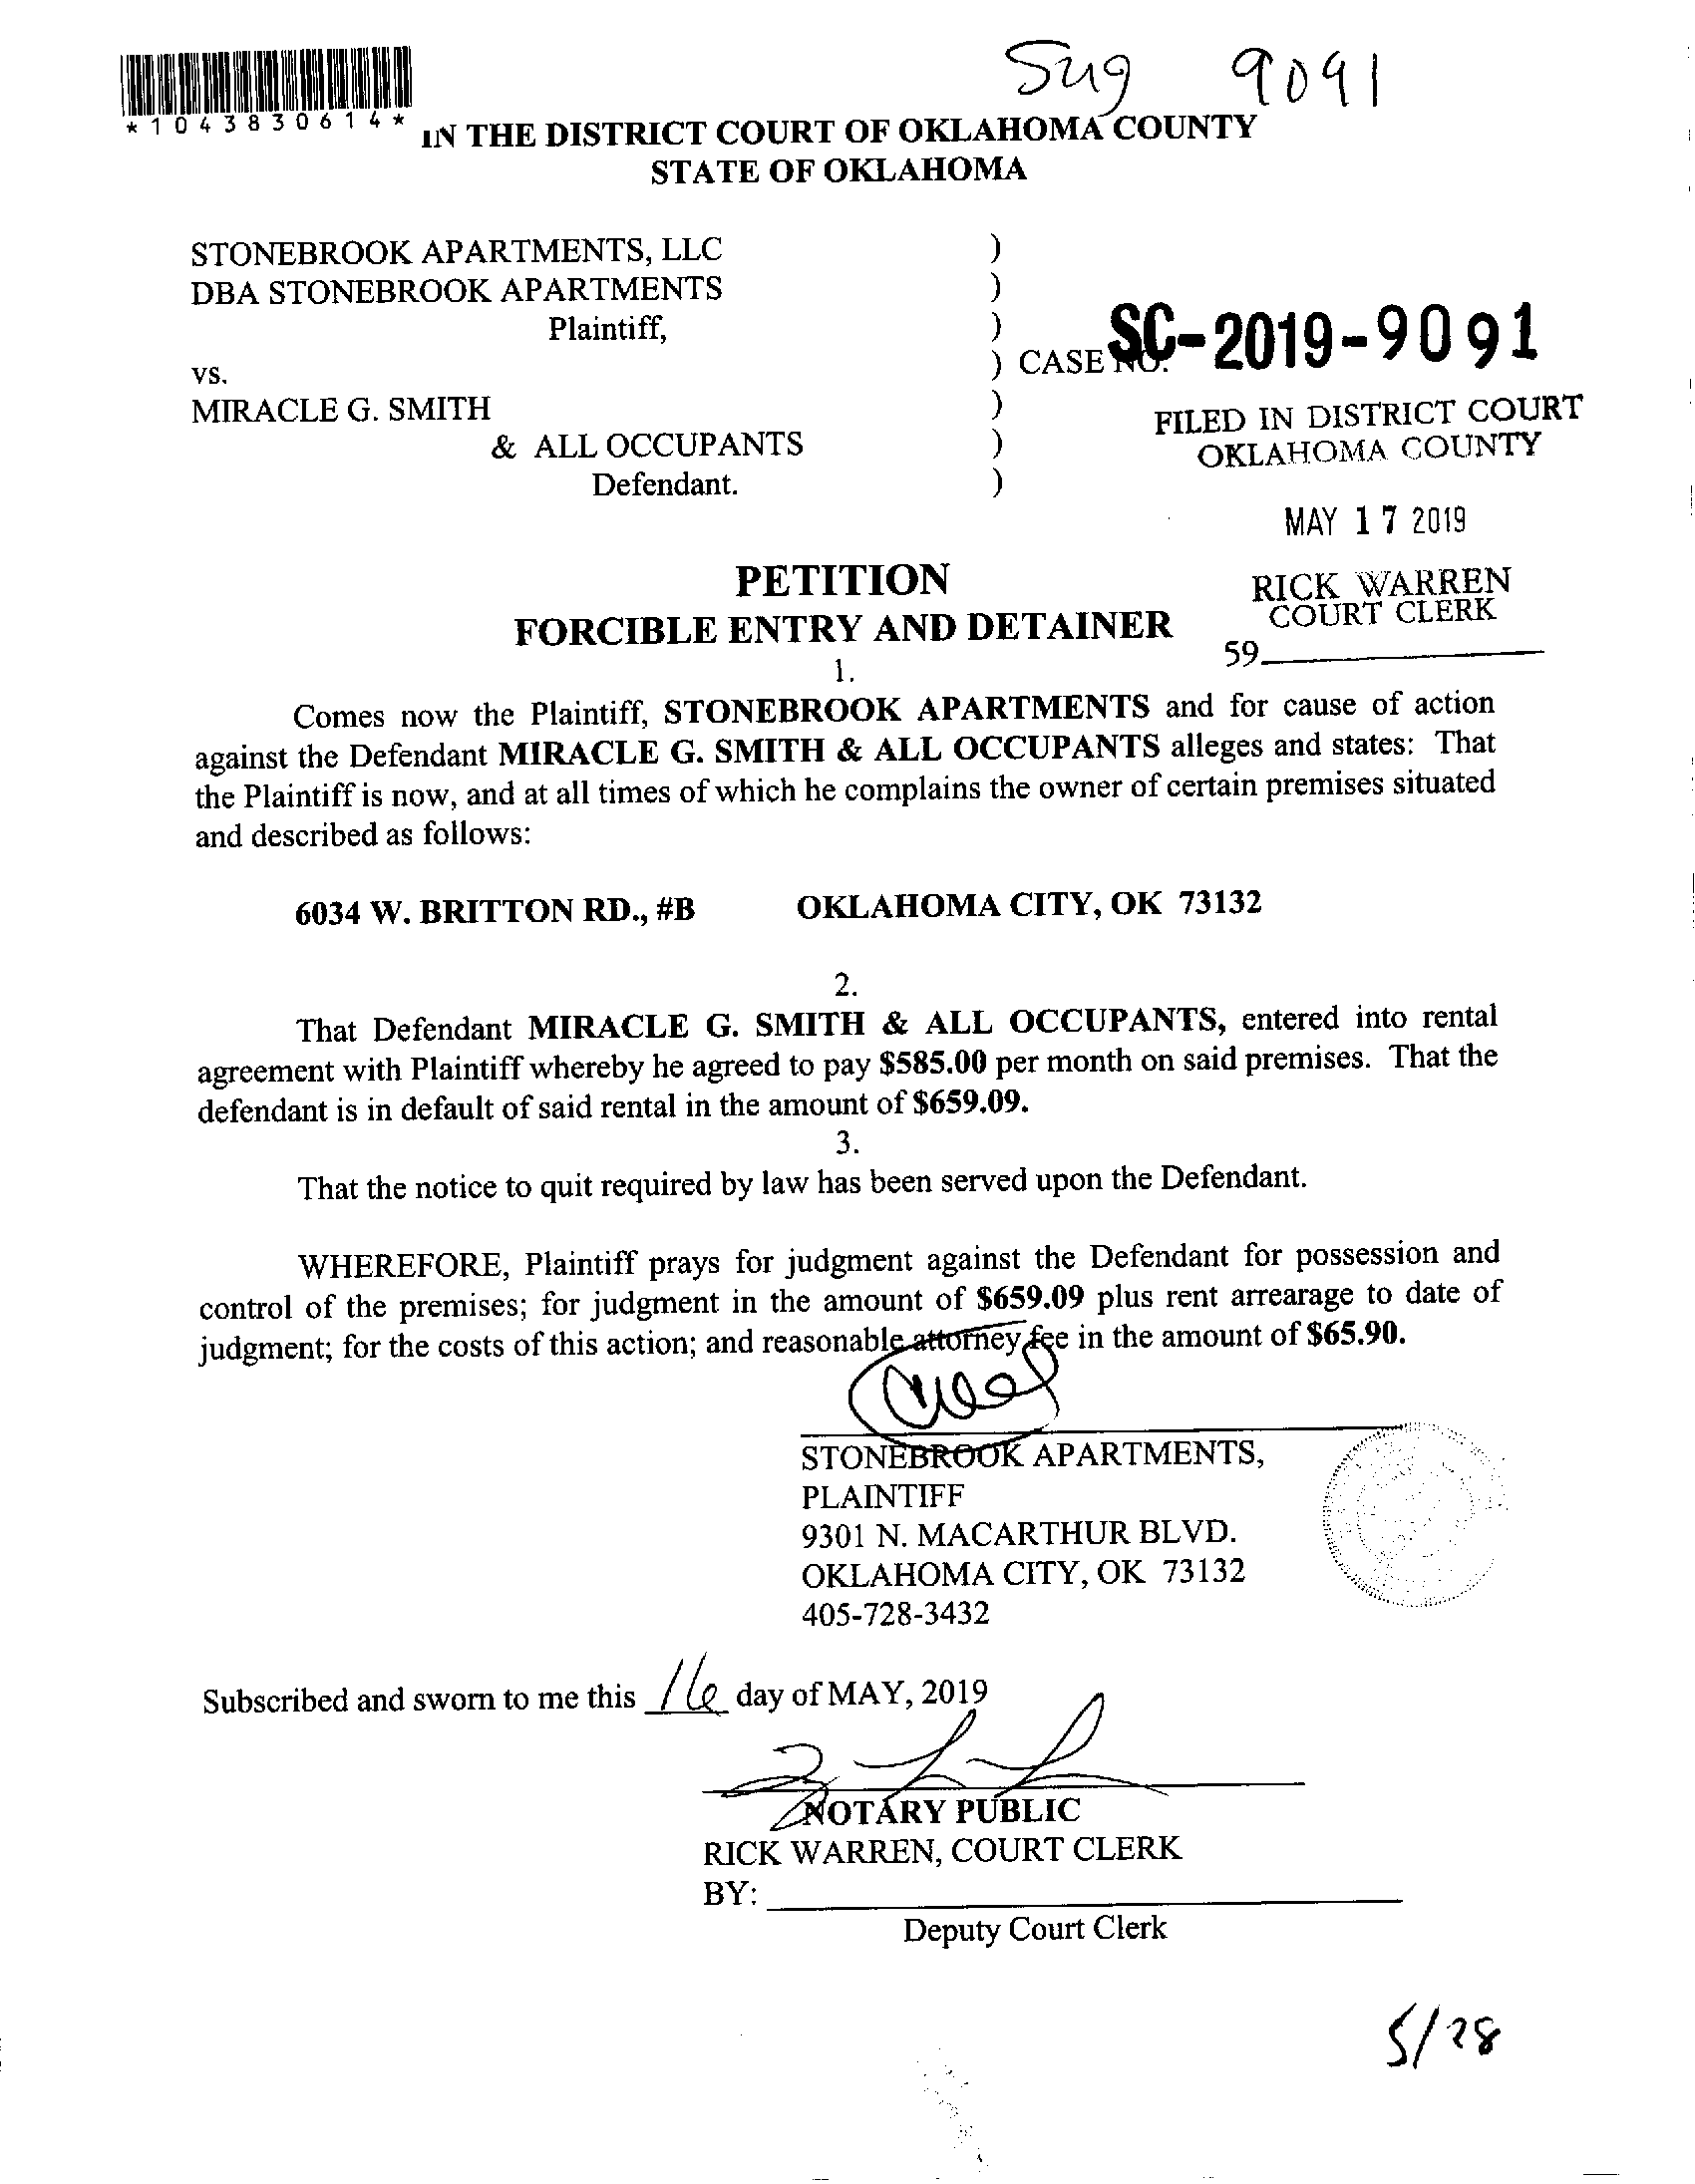 Sug 9091
*1043830614*
IN THE DISTRICT COURT OF OKLAHOMA COUNTY
STATE OF OKLAHOMA
STONEBROOK APARTMENTS, LLC )
DBA STONEBROOK APARTMENTS )
Plaintiff, )
) CASE NO. SC-2019-9091
vs.
MIRACLE G. SMITH )
& ALL OCCUPANTS )
Defendant. )
FILED IN DISTRICT COURT
OKLAHOMA COUNTY
MAY 17 2019
RICK WARREN
COURT CLERK
59
PETITION
FORCIBLE ENTRY AND DETAINER
1.
Comes now the Plaintiff, STONEBROOK APARTMENTS and for cause of action
against the Defendant MIRACLE G. SMITH & ALL OCCUPANTS alleges and states: That
the Plaintiff is now, and at all times of which he complains the owner of certain premises situated
and described as follows:
6034 W. BRITTON RD., #B OKLAHOMA CITY, OK 73132
2.
That Defendant MIRACLE G. SMITH & ALL OCCUPANTS, entered into rental
agreement with Plaintiff whereby he agreed to pay $585.00 per month on said premises. That the
defendant is in default of said rental in the amount of $659.09.
3.
That the notice to quit required by law has been served upon the Defendant.
WHEREFORE, Plaintiff prays for judgment against the Defendant for possession and
control of the premises; for judgment in the amount of $659.09 plus rent arrearage to date of
judgment; for the costs of this action; and reasonable attorney fee in the amount of $65.90.
STONEBROOK APARTMENTS,
PLAINTIFF
9301 N. MACARTHUR BLVD.
OKLAHOMA CITY, OK 73132
405-728-3432
Subscribed and sworn to me this 16 day of MAY, 2019
NOTARY PUBLIC
RICK WARREN, COURT CLERK
BY:
Deputy Court Clerk
5/28